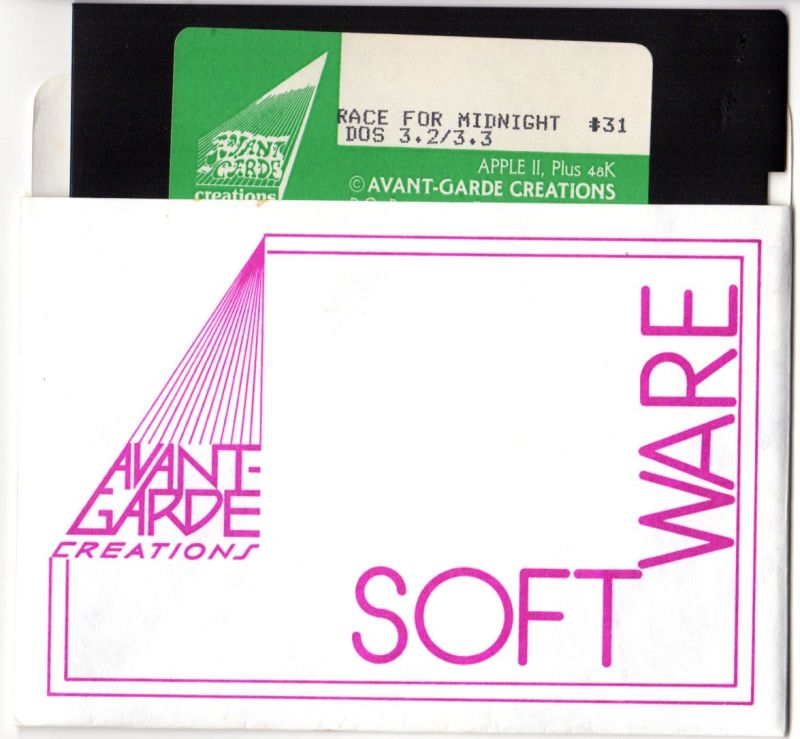 RACE FOR MIDNIGHT #31
DOS 3.2/3.3
APPLE II, Plus 48K
© AVANT-GARDE CREATIONS
AVANT
GARDE
creations
AVANT-
GARDE
CREATIONS
SOFT
WARE